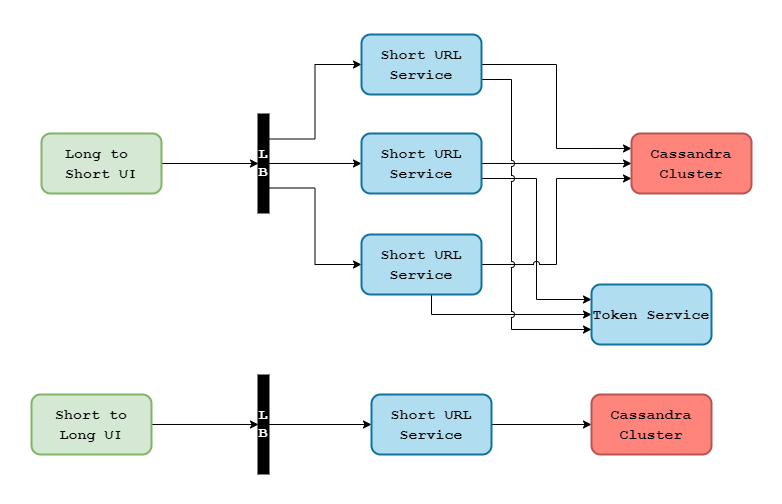 Short URL
Service
Long to
Short UI
L
B
Short URL
Service
Cassandra
Cluster
Short URL
Service
Token Service
Short to
Long UI
L
B
Short URL
Service
Cassandra
Cluster